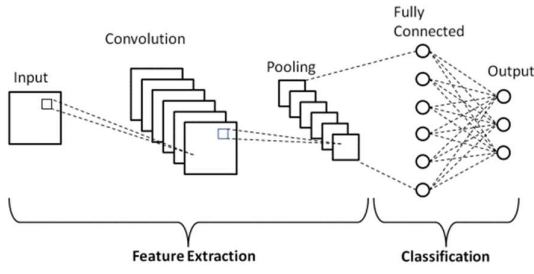 Fully
Connected
Convolution
Pooling
Input
Output
Feature Extraction
Classification